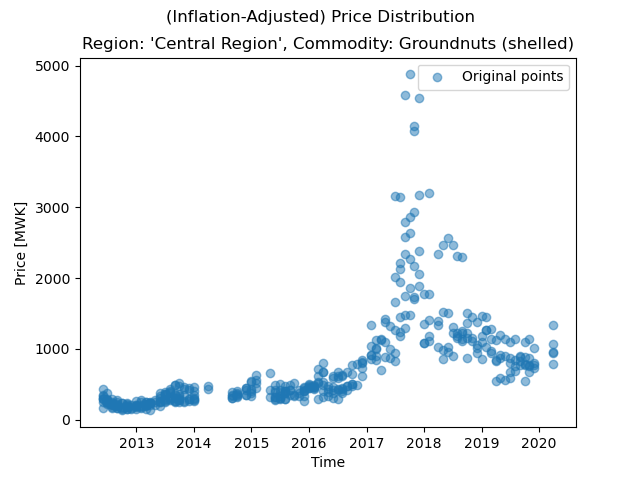 (Inflation-Adjusted) Price Distribution
Region: 'Central Region', Commodity: Groundnuts (shelled)
Original points
5000
4000
3000
2000
1000
0
Price [MWK]
2013 2014 2015 2016 2017 2018 2019 2020
Time